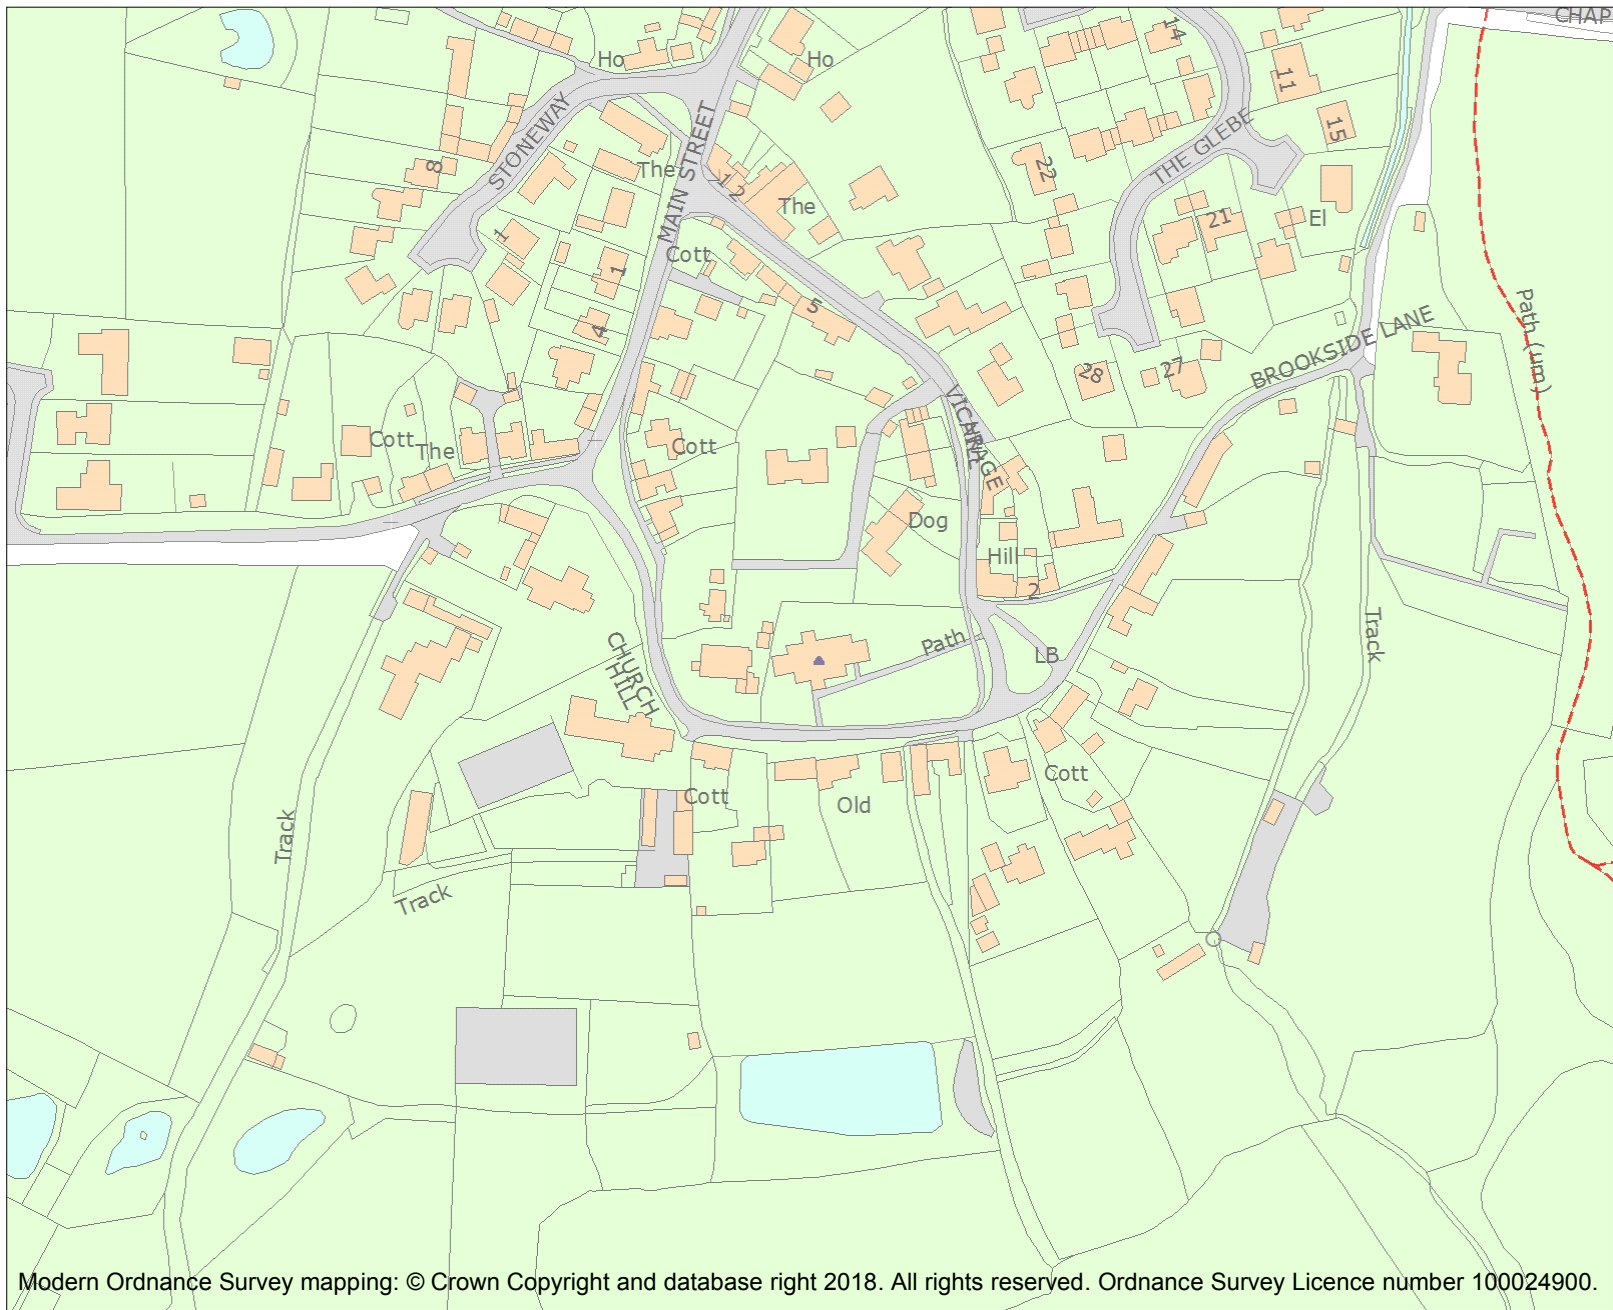 CHAP
14
Ho
Ho
11
STONEWAY
MAIN STREET
THE GLEBE
15
8
The
22
12
The
21
El
1
Cott
1
5
4
Path (um)
BROOKSIDE LANE
28
27
VICARAGE
HILL
Cott
The
Cott
Dog
Hill
2
Path
LB
Track
CHURCH
HILL
Cott
Cott
Old
Track
Track
Modern Ordnance Survey mapping: © Crown Copyright and database right 2018. All rights reserved. Ordnance Survey Licence number 100024900.